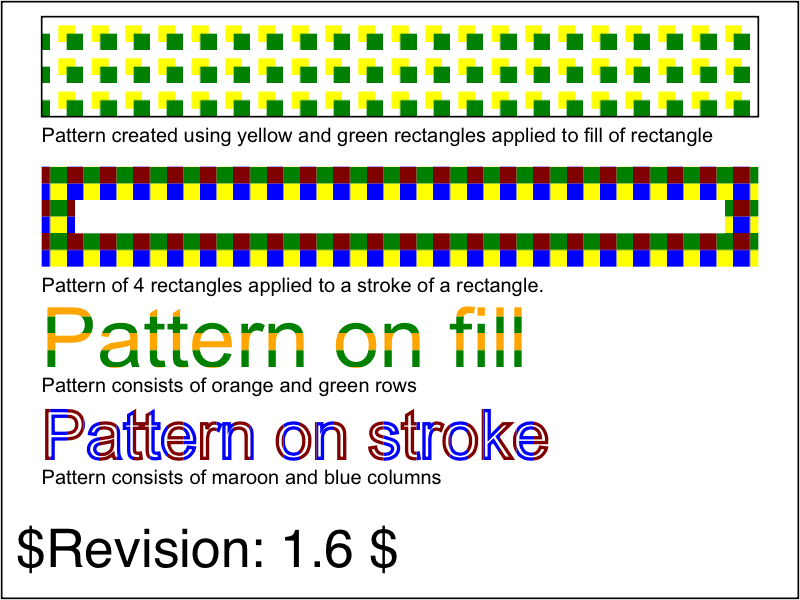 Pattern created using yellow and green rectangles applied to fill of rectangle
Pattern of 4 rectangles applied to a stroke of a rectangle.
Pattern on fill
Pattern consists of orange and green rows
Pattern on stroke
Pattern consists of maroon and blue columns
$Revision: 1.6 $